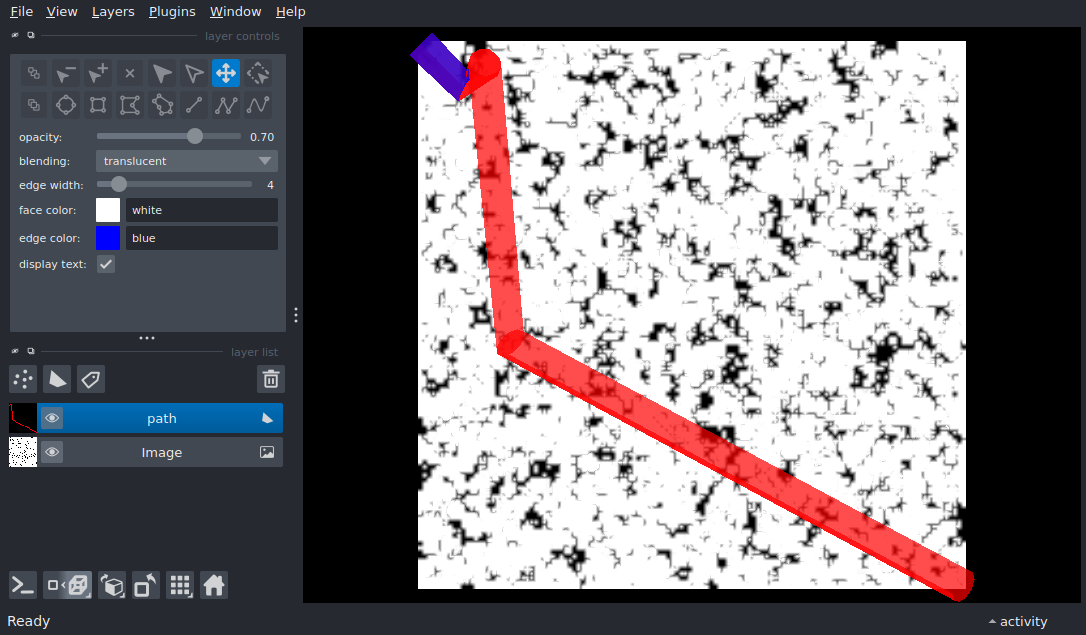 File View Layers Plugins Window Help
layer controls
opacity: 0.70
blending: translucent
edge width: 4
face color: white
edge color: blue
display text:
layer list
path
Image
Ready
activity